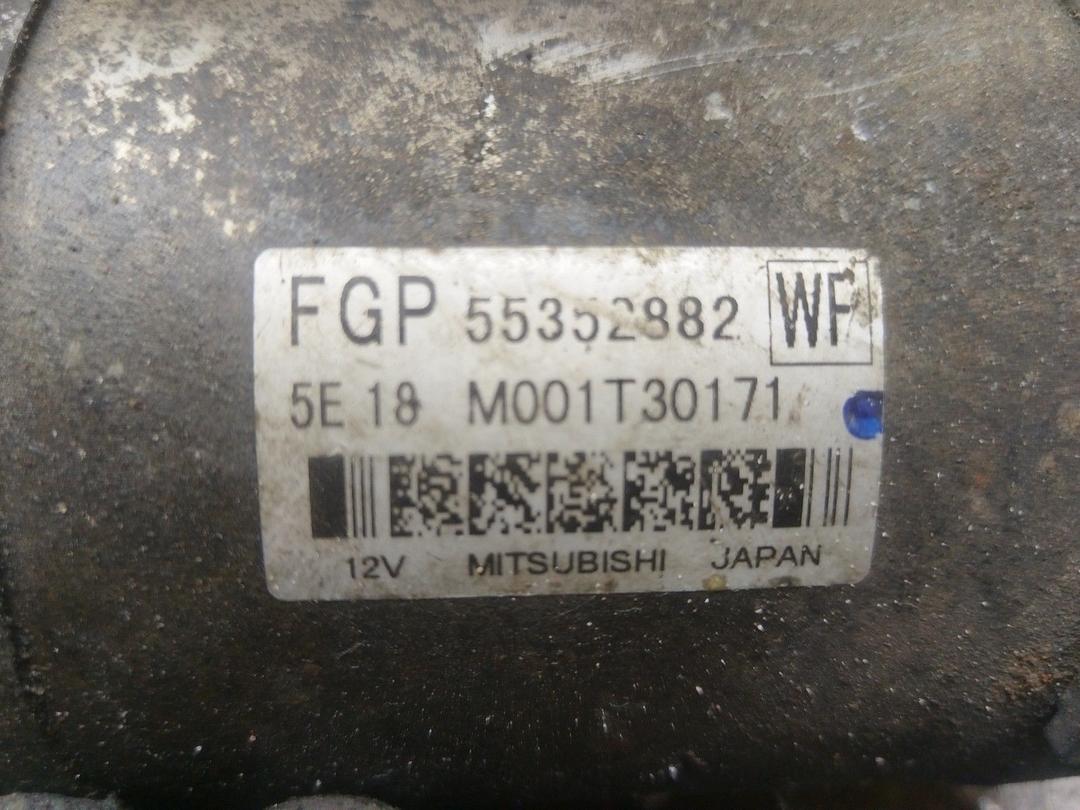 FGP 55352882 WF
5E 18 M001T30171
12V MITSUBISHI JAPAN